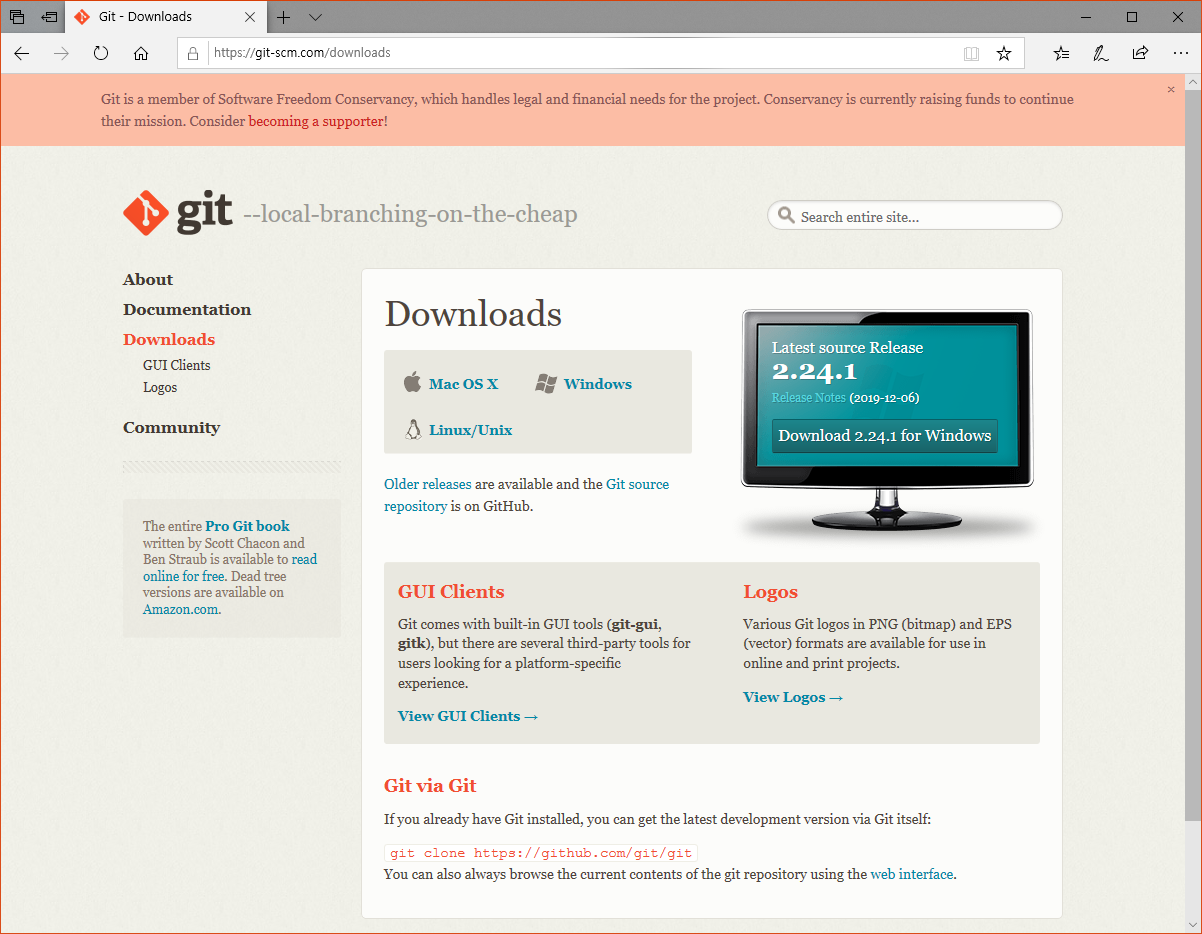 Git - Downloads
https://git-scm.com/downloads
Git is a member of Software Freedom Conservancy, which handles legal and financial needs for the project. Conservancy is currently raising funds to continue
their mission. Consider becoming a supporter!
git --local-branching-on-the-cheap
Search entire site...
About
Documentation
Downloads
GUI Clients
Logos
Community
The entire Pro Git book
written by Scott Chacon and
Ben Straub is available to read
online for free. Dead tree
versions are available on
Amazon.com.
Downloads
Mac OS X
Windows
Linux/Unix
Older releases are available and the Git source
repository is on GitHub.
Latest source Release
2.24.1
Release Notes (2019-12-06)
Download 2.24.1 for Windows
GUI Clients
Git comes with built-in GUI tools (git-gui,
gitk), but there are several third-party tools for
users looking for a platform-specific
experience.
View GUI Clients →
Logos
Various Git logos in PNG (bitmap) and EPS
(vector) formats are available for use in
online and print projects.
View Logos →
Git via Git
If you already have Git installed, you can get the latest development version via Git itself:
git clone https://github.com/git/git
You can also always browse the current contents of the git repository using the web interface.